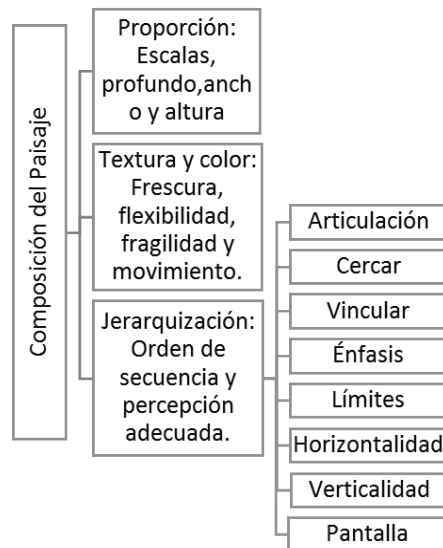 Composición del Paisaje
Proporción:
Escalas,
profundo,anch
o y altura
Textura y color:
Frescura,
flexibilidad,
fragilidad y
movimiento.
Jerarquización:
Orden de
secuencia y
percepción
adecuada.
Articulación
Cercar
Vincular
Énfasis
Límites
Horizontalidad
Verticalidad
Pantalla